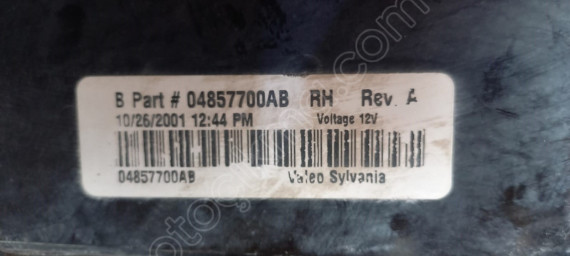 B Part # 04857700AB RH Rev. A
10/26/2001 12:44 PM Voltage 12V
04857700AB Valeo Sylvania